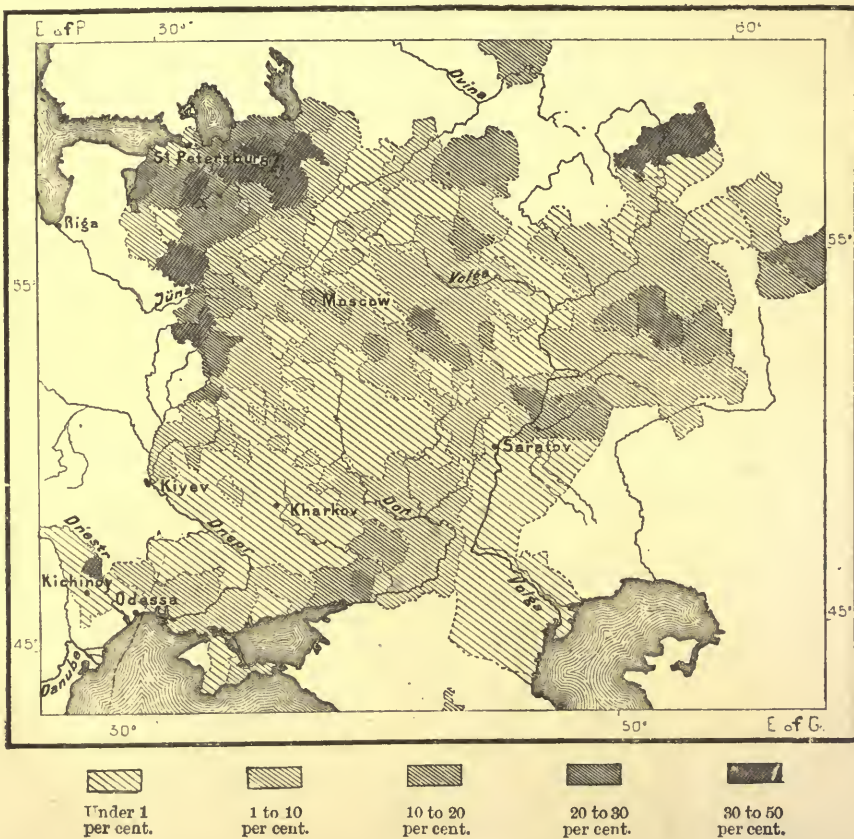 E of P. 30° 60°
Dvina
St Petersburg
Riga
55°
Volga
55°
Düna
Moscow
Saratov
Kiyev
Don
Kharkov
Dniestr
Dniepr
Kichinov
Volga
Odessa
45°
45°
Danube
30° 50° E of G.
Under 1 per cent.
1 to 10 per cent.
10 to 20 per cent.
20 to 30 per cent.
30 to 50 per cent.